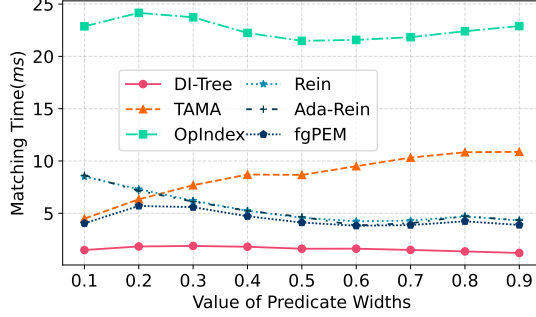 25
20
15
10
5
Matching Time(ms)
DI-Tree
TAMA
OpIndex
Rein
Ada-Rein
fgPEM
0.1 0.2 0.3 0.4 0.5 0.6 0.7 0.8 0.9
Value of Predicate Widths